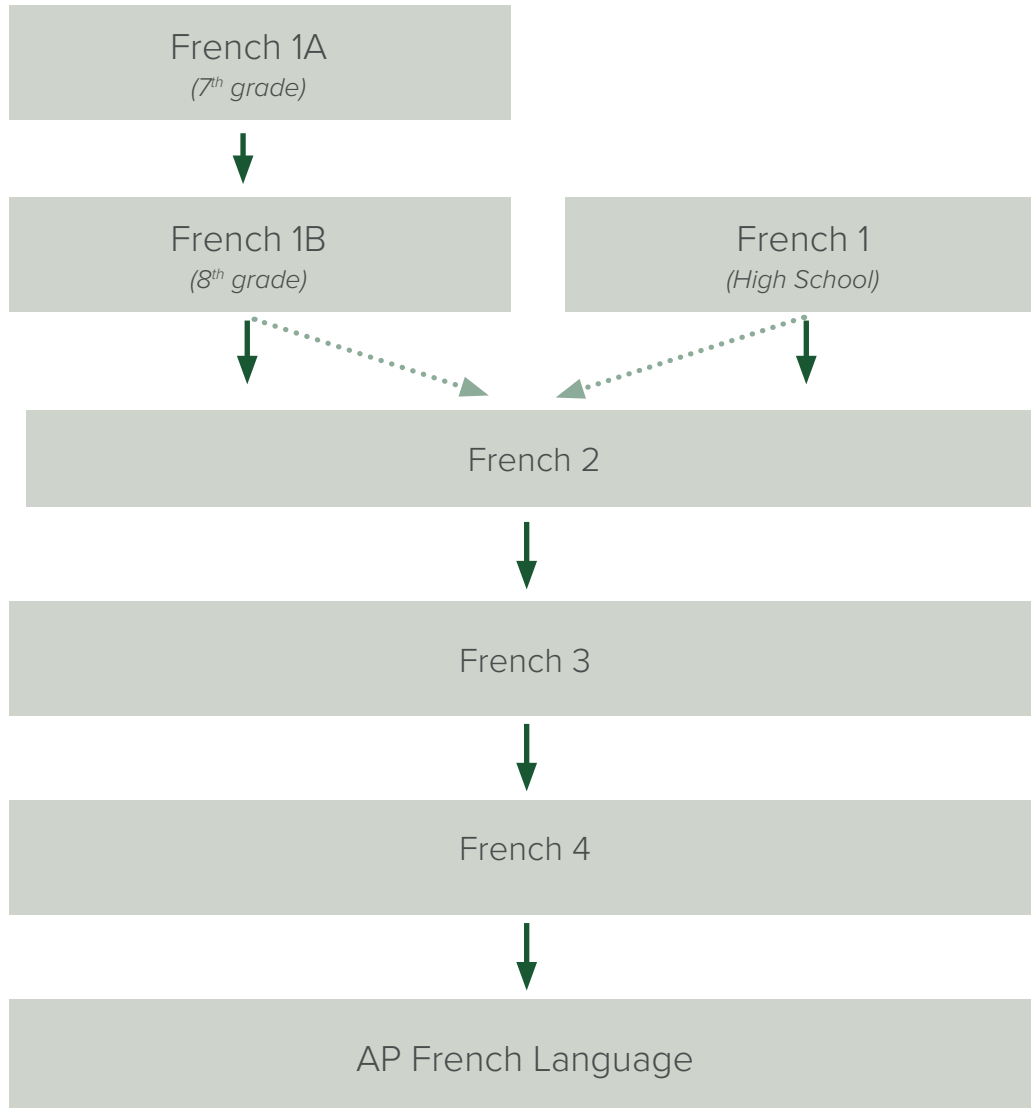 French 1A
(7th grade)
French 1B
(8th grade)
French 1
(High School)
French 2
French 3
French 4
AP French Language